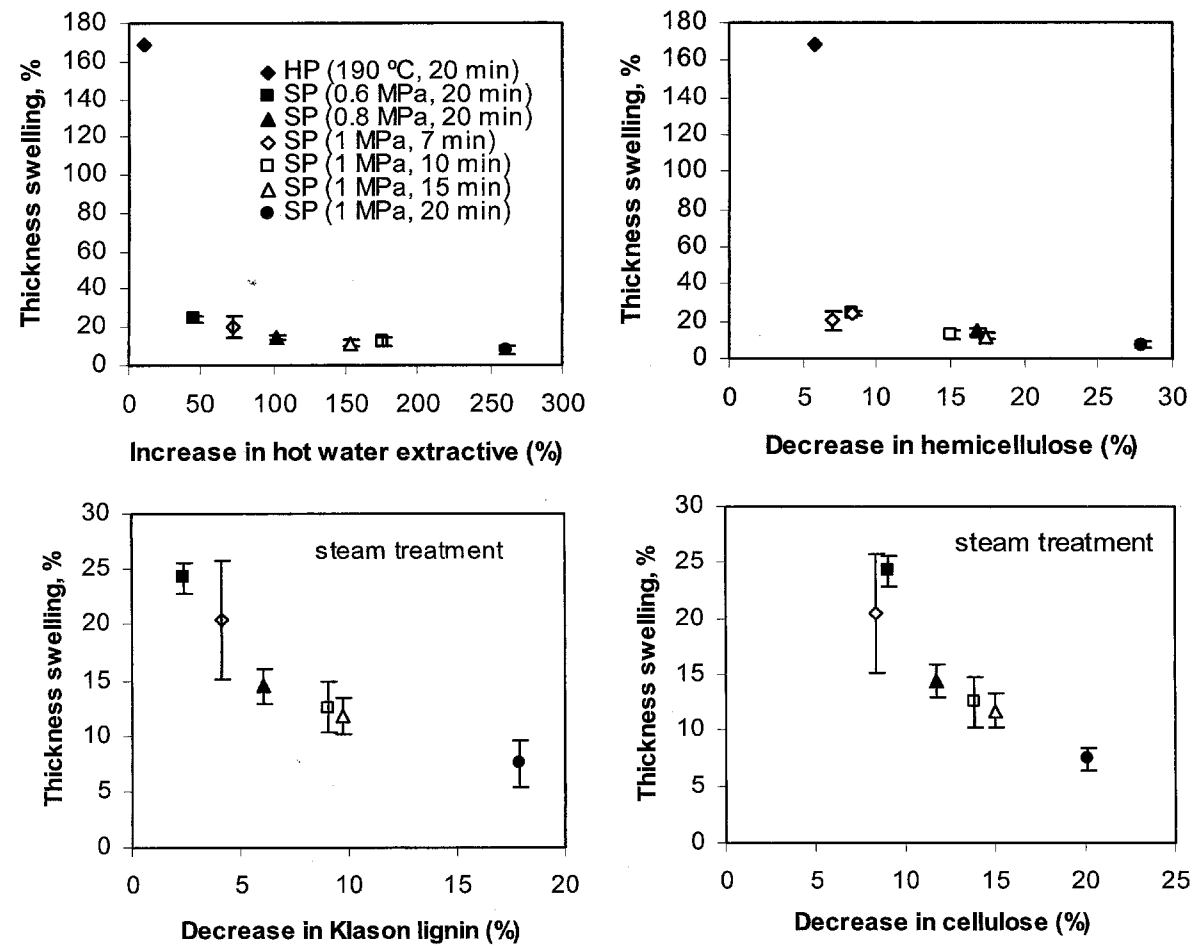 180
160
140
120
100
80
60
40
20
0
Thickness swelling, %
HP (190 ºC, 20 min)
SP (0.6 MPa, 20 min)
SP (0.8 MPa, 20 min)
SP (1 MPa, 7 min)
SP (1 MPa, 10 min)
SP (1 MPa, 15 min)
SP (1 MPa, 20 min)
0 50 100 150 200 250 300
Increase in hot water extractive (%)
180
160
140
120
100
80
60
40
20
0
Thickness swelling, %
0 5 10 15 20 25 30
Decrease in hemicellulose (%)
30
25
20
15
10
5
0
Thickness swelling, %
steam treatment
0 5 10 15 20
Decrease in Klason lignin (%)
30
25
20
15
10
5
0
Thickness swelling, %
steam treatment
0 5 10 15 20 25
Decrease in cellulose (%)